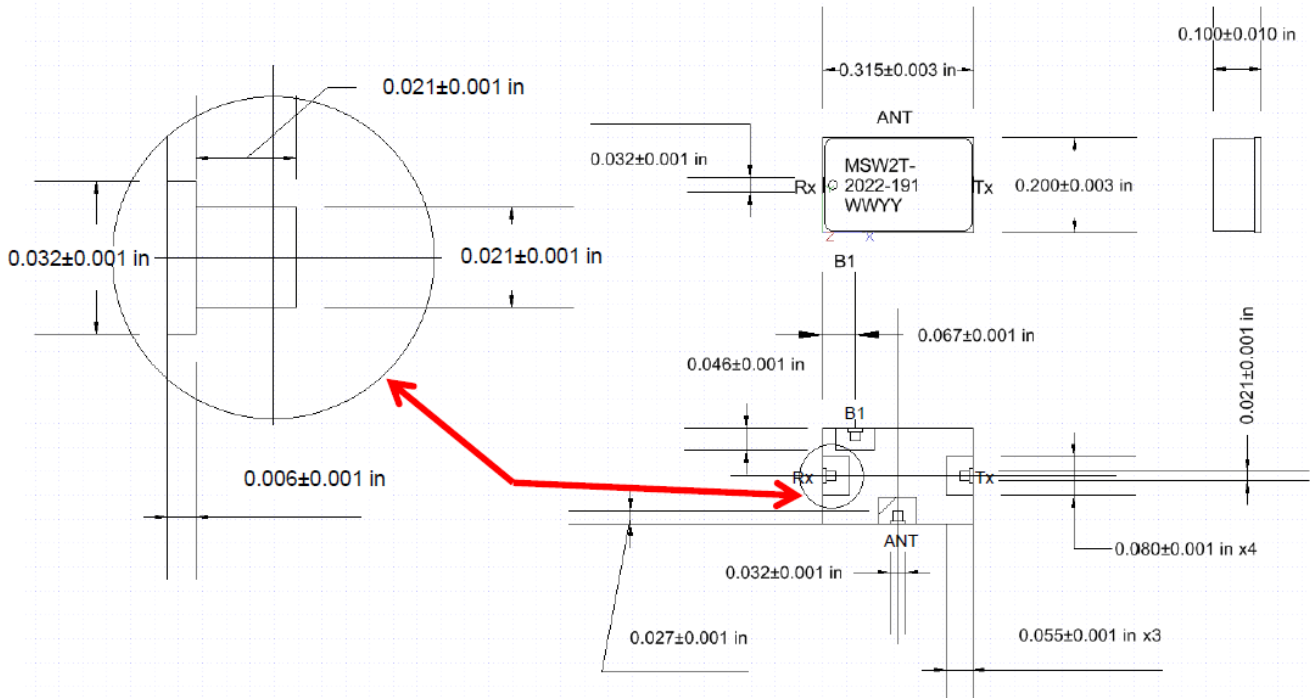 0.100±0.010 in
0.315±0.003 in
0.021±0.001 in
ANT
0.032±0.001 in
MSW2T-
2022-191
WWYY
Rx
Tx
0.200±0.003 in
Z
X
0.032±0.001 in
0.021±0.001 in
B1
0.067±0.001 in
0.046±0.001 in
0.021±0.001 in
B1
Rx
Tx
0.006±0.001 in
ANT
0.080±0.001 in x4
0.032±0.001 in
0.027±0.001 in
0.055±0.001 in x3